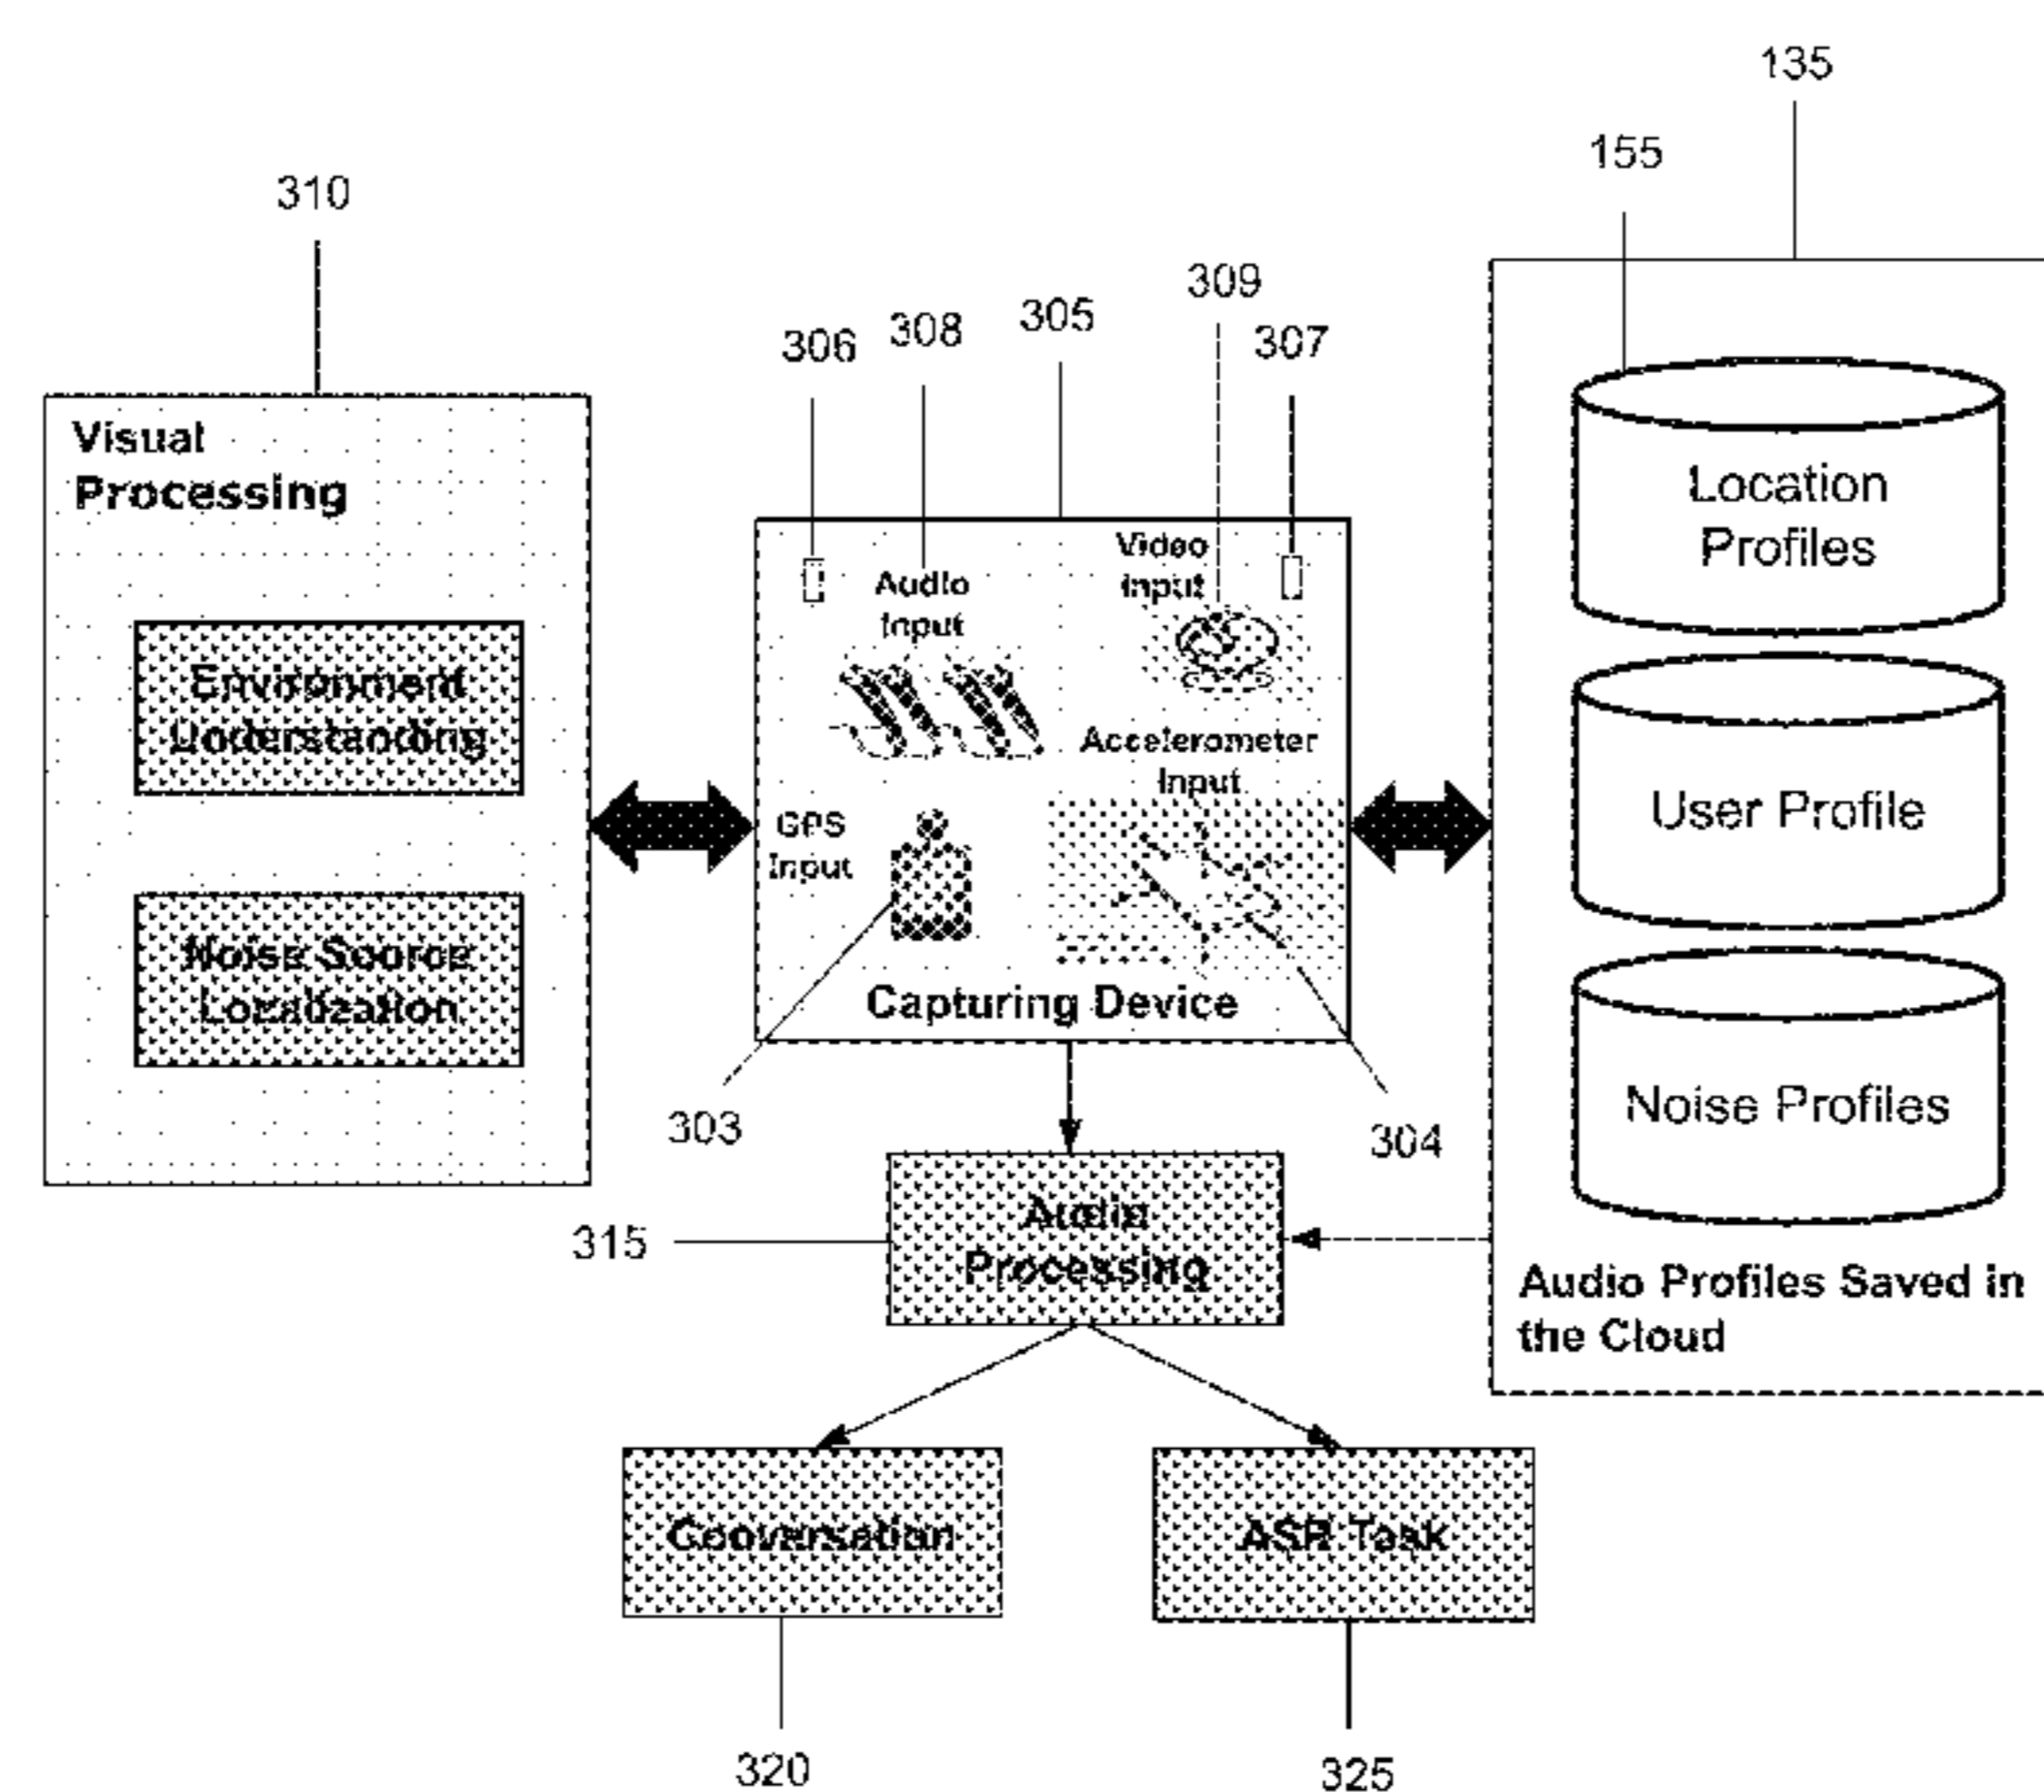 135
155
310
309
305
308
307
306
Visual
Processing
Location
Profiles
Video
Input
Audio
Input
Environment
Understanding
Accelerometer
Input
User Profile
GPS
Input
Noise Source
Localization
Capturing Device
Noise Profiles
303
304
Audio
Processing
315
Audio Profiles Saved in
the Cloud
Conversation
ASR Task
320
325